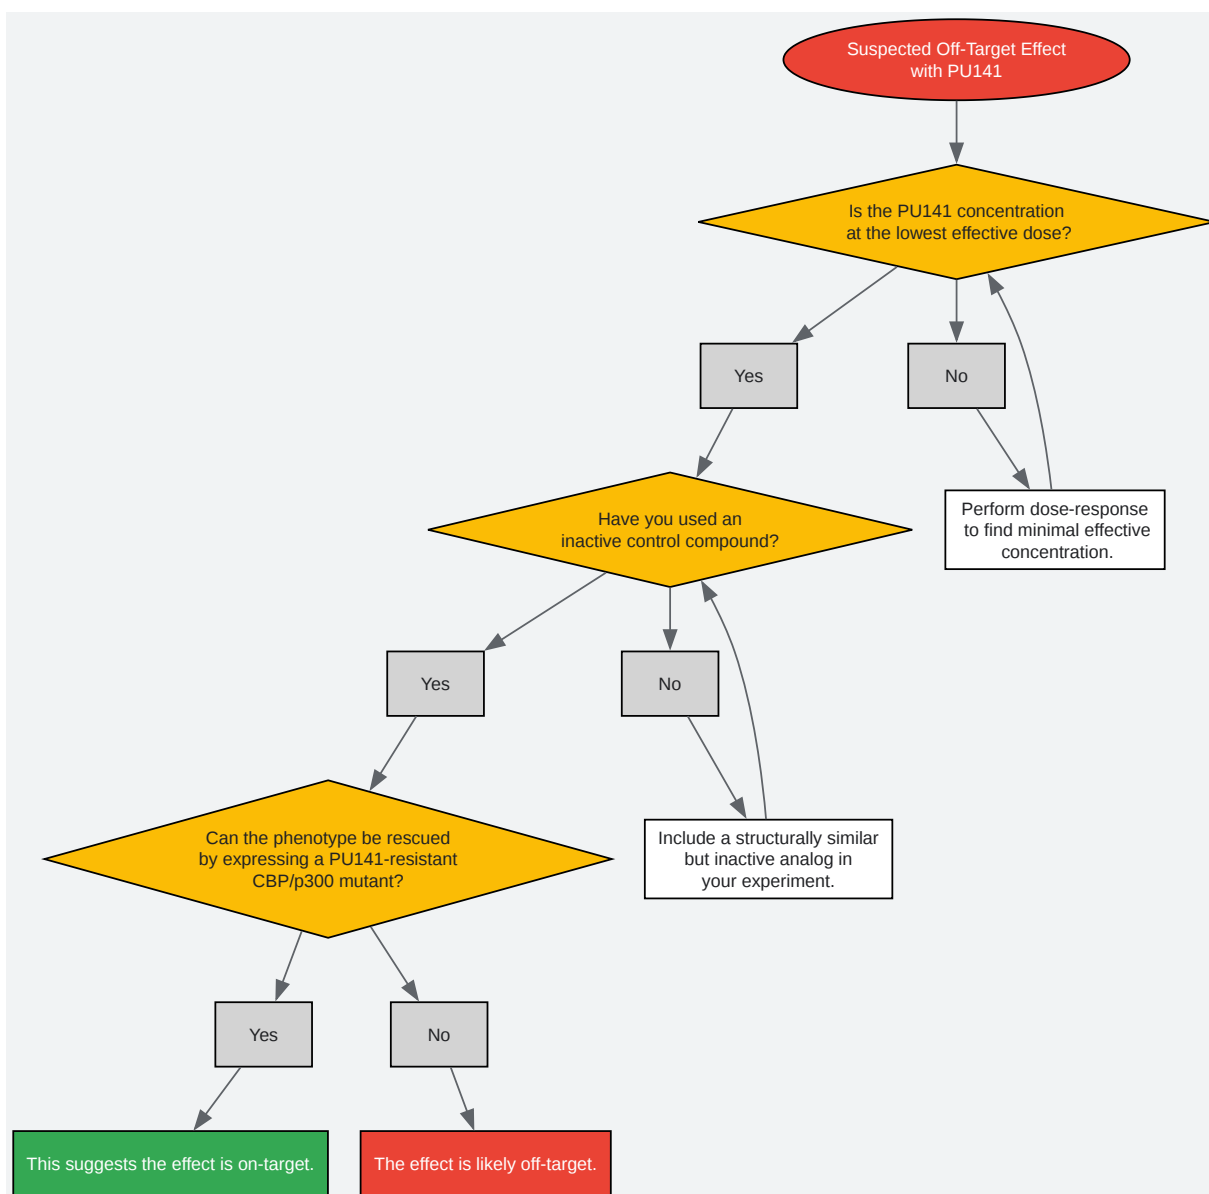 Suspected Off-Target Effect
with PU141
Is the PU141 concentration
at the lowest effective dose?
Yes
No
Perform dose-response
to find minimal effective
concentration.
Have you used an
inactive control compound?
Yes
No
Include a structurally similar
but inactive analog in
your experiment.
Can the phenotype be rescued
by expressing a PU141-resistant
CBP/p300 mutant?
Yes
No
This suggests the effect is on-target.
The effect is likely off-target.